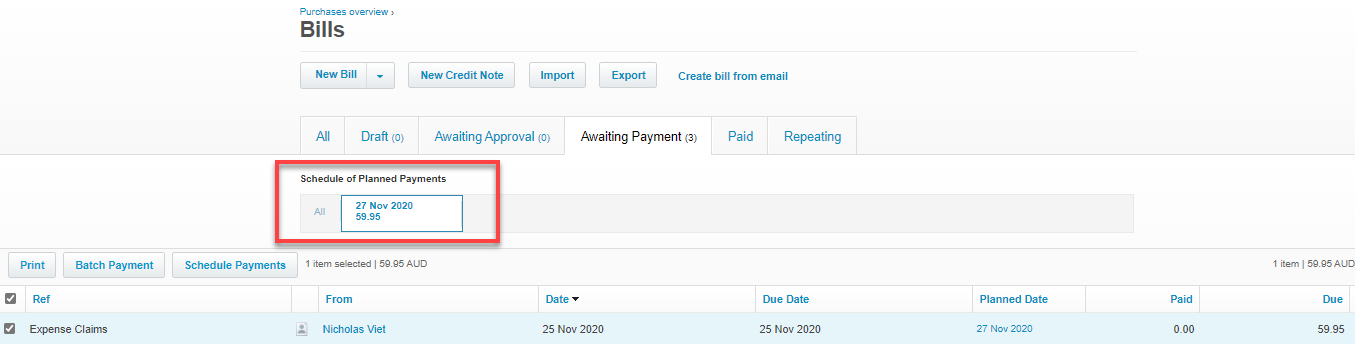 Purchases overview ›
Bills
New Bill
New Credit Note
Import
Export
Create bill from email
All
Draft (0)
Awaiting Approval (0)
Awaiting Payment (3)
Paid
Repeating
Schedule of Planned Payments
All
27 Nov 2020
59.95
Print
Batch Payment
Schedule Payments
1 item selected | 59.95 AUD
1 item | 59.95 AUD
Ref From Date Due Date Planned Date Paid Due
Expense Claims Nicholas Viet 25 Nov 2020 25 Nov 2020 27 Nov 2020 0.00 59.95